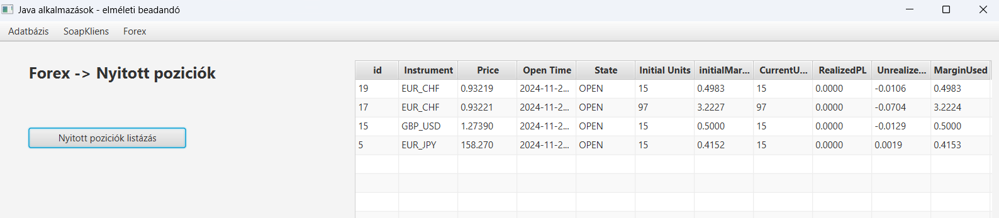 Java alkalmazások - elméleti beadandó
Adatbázis SoapKliens Forex
Forex -> Nyitott poziciók
Nyitott poziciók listázás
id Instrument Price Open Time State Initial Units initialMar... CurrentU... RealizedPL Unrealize... MarginUsed
19 EUR_CHF 0.93219 2024-11-2... OPEN 15 0.4983 15 0.0000 -0.0106 0.4983
17 EUR_CHF 0.93221 2024-11-2... OPEN 97 3.2227 97 0.0000 -0.0704 3.2224
15 GBP_USD 1.27390 2024-11-2... OPEN 15 0.5000 15 0.0000 -0.0129 0.5000
5 EUR_JPY 158.270 2024-11-2... OPEN 15 0.4152 15 0.0000 0.0019 0.4153